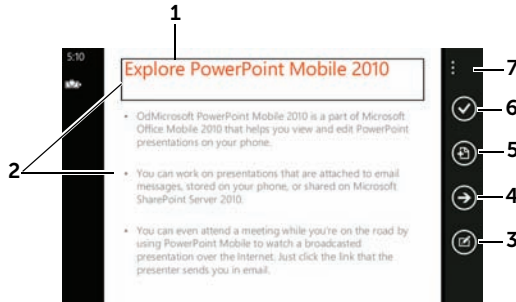 1
5:10
Explore PowerPoint Mobile 2010
7
6
• OdMicrosoft PowerPoint Mobile 2010 is a part of Microsoft
Office Mobile 2010 that helps you view and edit PowerPoint
presentations on your phone.
5
2
• You can work on presentations that are attached to email
messages, stored on your phone, or shared on Microsoft
SharePoint Server 2010.
4
• You can even attend a meeting while you're on the road by
using PowerPoint Mobile to watch a broadcasted
presentation over the Internet. Just click the link that the
presenter sends you in email.
3